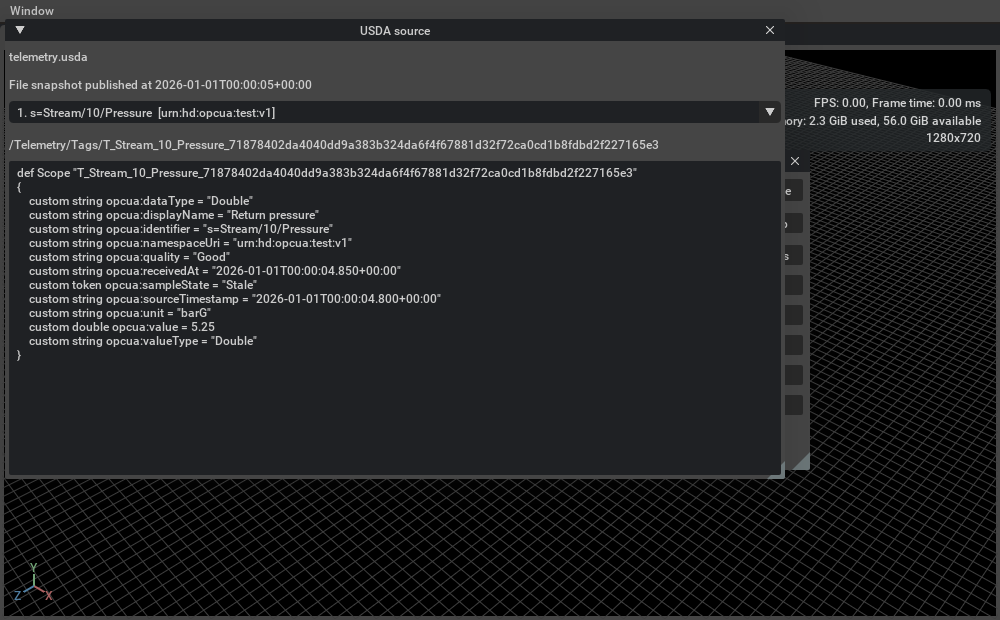 Window
USDA source
telemetry.usda
File snapshot published at 2026-01-01T00:00:05+00:00
1. s=Stream/10/Pressure [urn:hd:opcua:test:v1]
/Telemetry/Tags/T_Stream_10_Pressure_71878402da4040dd9a383b324da6f4f67881d32f72ca0cd1b8fdbd2f227165e3
def Scope "T_Stream_10_Pressure_71878402da4040dd9a383b324da6f4f67881d32f72ca0cd1b8fdbd2f227165e3"
{
custom string opcua:dataType = "Double"
custom string opcua:displayName = "Return pressure"
custom string opcua:identifier = "s=Stream/10/Pressure"
custom string opcua:namespaceUri = "urn:hd:opcua:test:v1"
custom string opcua:quality = "Good"
custom string opcua:receivedAt = "2026-01-01T00:00:04.850+00:00"
custom token opcua:sampleState = "Stale"
custom string opcua:sourceTimestamp = "2026-01-01T00:00:04.800+00:00"
custom string opcua:unit = "barG"
custom double opcua:value = 5.25
custom string opcua:valueType = "Double"
}
FPS: 0.00, Frame time: 0.00 ms
ory: 2.3 GiB used, 56.0 GiB available
1280x720
e
s
Y
Z
X